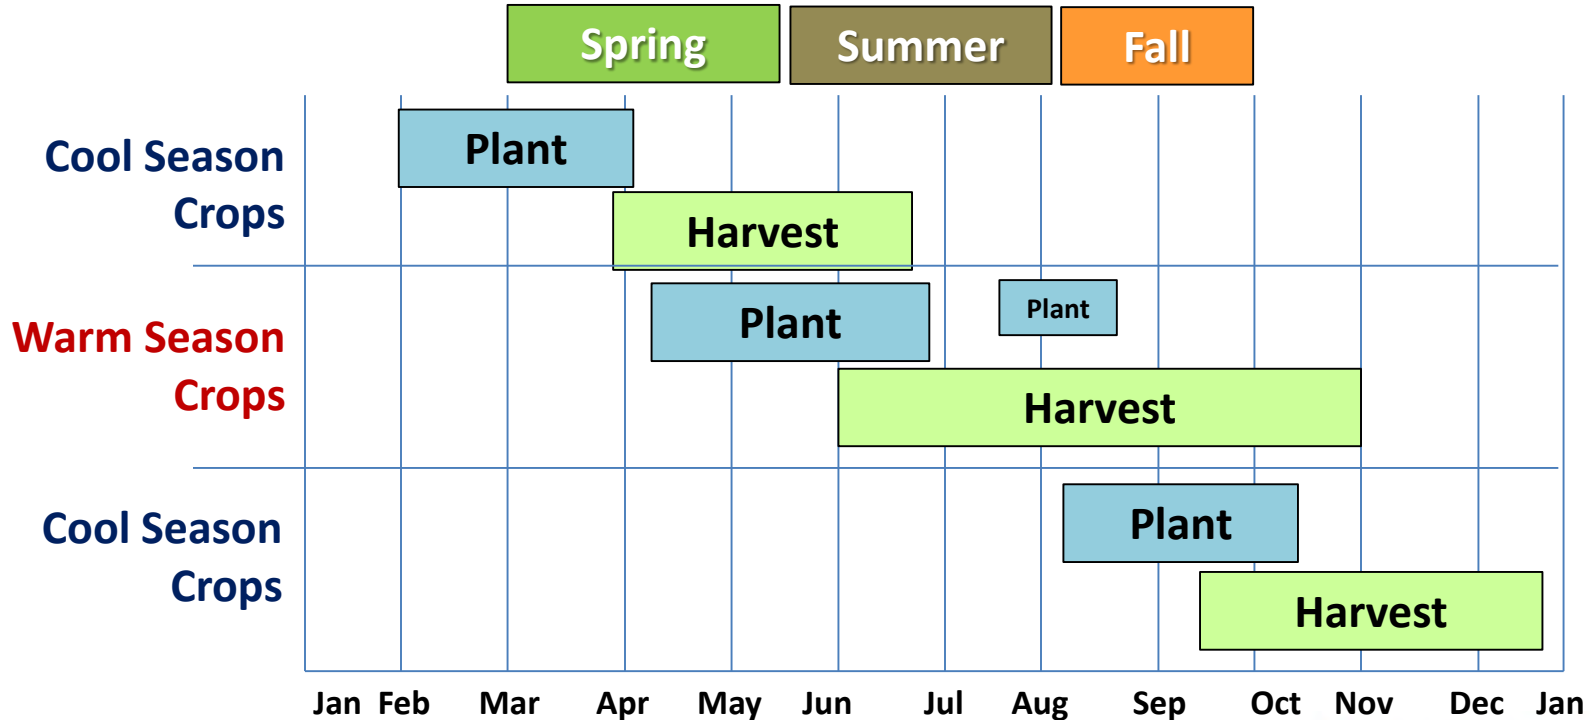 Spring
Summer
Fall
Cool Season
Crops
Plant
Harvest
Warm Season
Crops
Plant
Plant
Harvest
Cool Season
Crops
Plant
Harvest
Jan Feb Mar Apr May Jun Jul Aug Sep Oct Nov Dec Jan